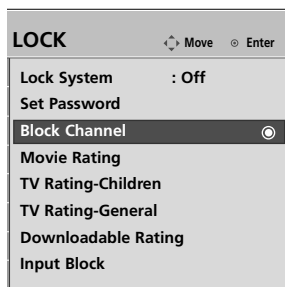 LOCK Move Enter
Lock System : Off
Set Password
Block Channel
Movie Rating
TV Rating-Children
TV Rating-General
Downloadable Rating
Input Block